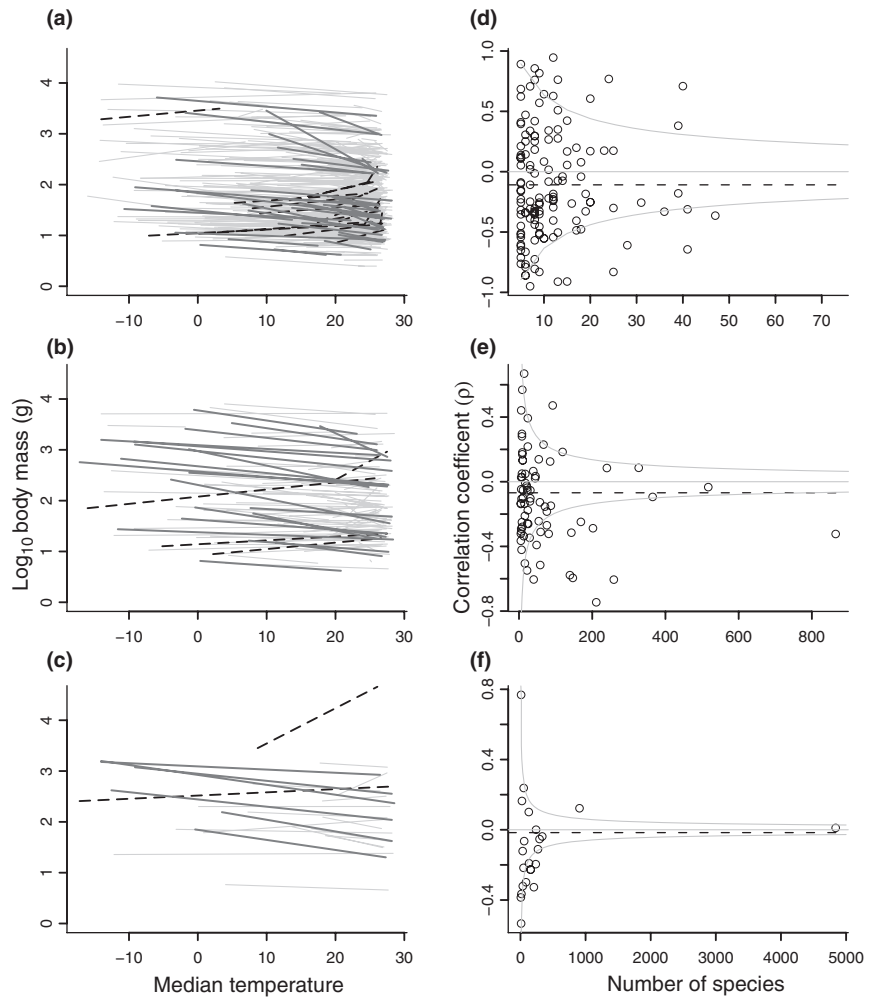 (a)
4
3
2
1
0
−10 0 10 20 30
(b)
4
3
2
1
0
−10 0 10 20 30
(c)
4
3
2
1
0
−10 0 10 20 30
Log10 body mass (g)
Median temperature
(d)
1.0
0.5
0.0
−0.5
−1.0
10 20 30 40 50 60 70
(e)
0.4
0.0
−0.4
−0.8
0 200 400 600 800
(f)
0.8
0.4
0.0
−0.4
0 1000 2000 3000 4000 5000
Correlation coefficent (ρ)
Number of species